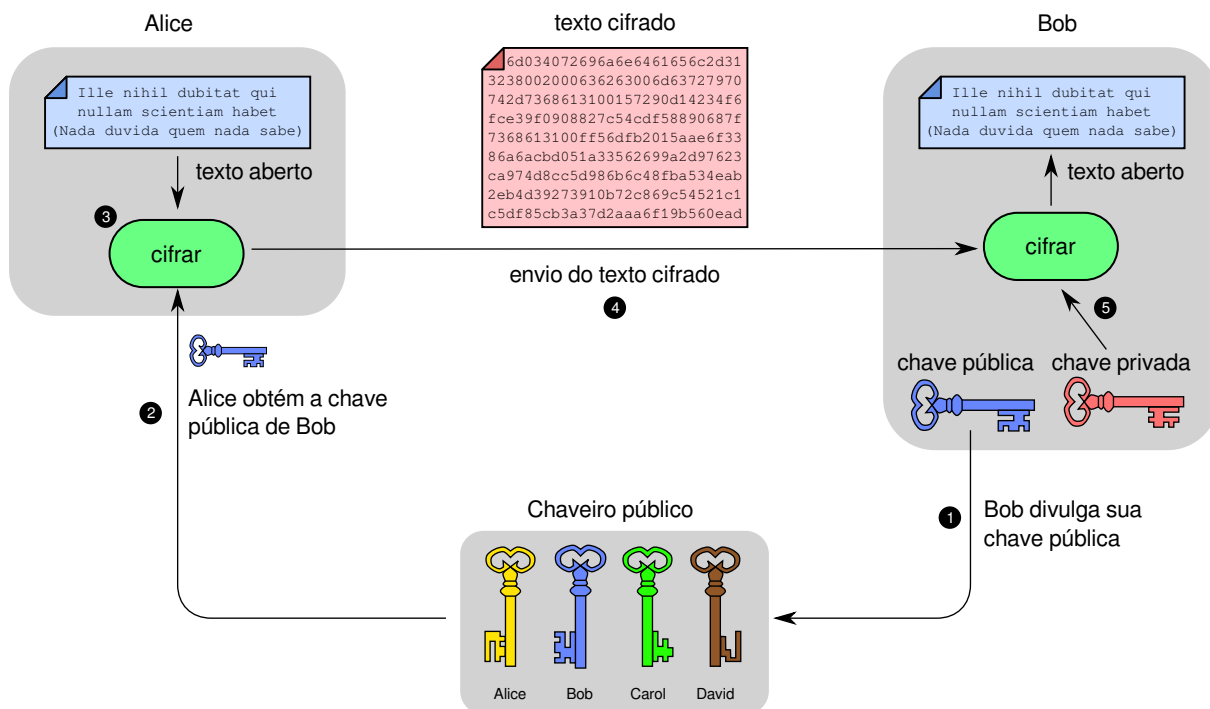 Alice
texto cifrado
Bob
Ille nihil dubitat qui
nullam scientiam habet
(Nada duvida quem nada sabe)
6d034072696a6e6461656c2d31
3238002000636263006d63727970
742d7368613100157290d14234f6
fce39f0908827c54cdf58890687f
7368613100ff56dfb2015aae6f33
86a6acbd051a33562699a2d97623
ca974d8cc5d986b6c48fba534eab
2eb4d39273910b72c869c54521c1
c5df85cb3a37d2aaa6f19b560ead
Ille nihil dubitat qui
nullam scientiam habet
(Nada duvida quem nada sabe)
texto aberto
texto aberto
3
cifrar
cifrar
envio do texto cifrado
4
5
chave pública
chave privada
2
Alice obtém a chave
pública de Bob
1
Bob divulga sua
chave pública
Chaveiro público
Alice
Bob
Carol
David